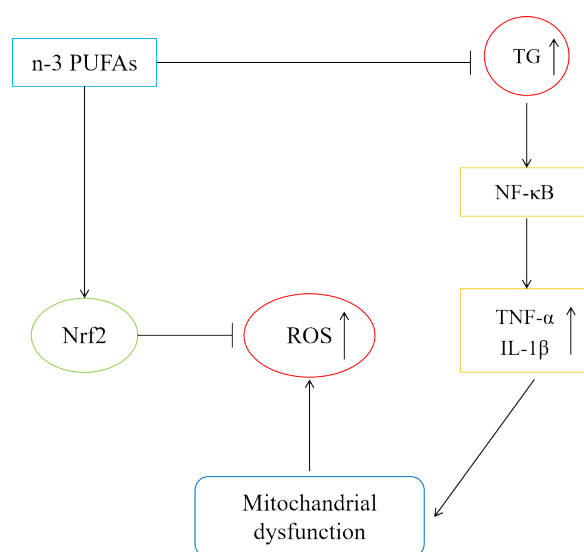 n-3 PUFAs
TG
NF-κB
TNF-α
IL-1β
Nrf2
ROS
Mitochandrial
dysfunction